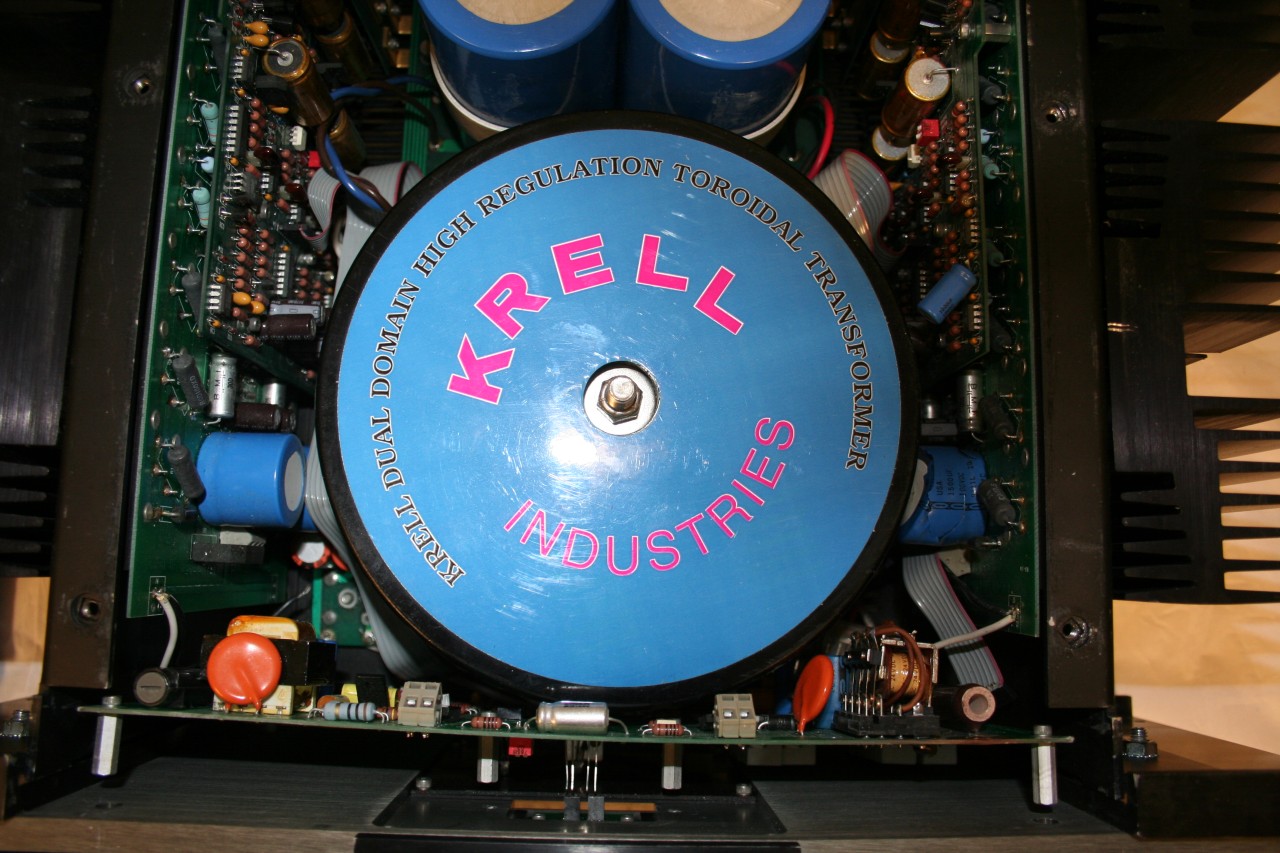 KRELL DUAL DOMAIN HIGH REGULATION TOROIDAL TRANSFORMER
KRELL
INDUSTRIES